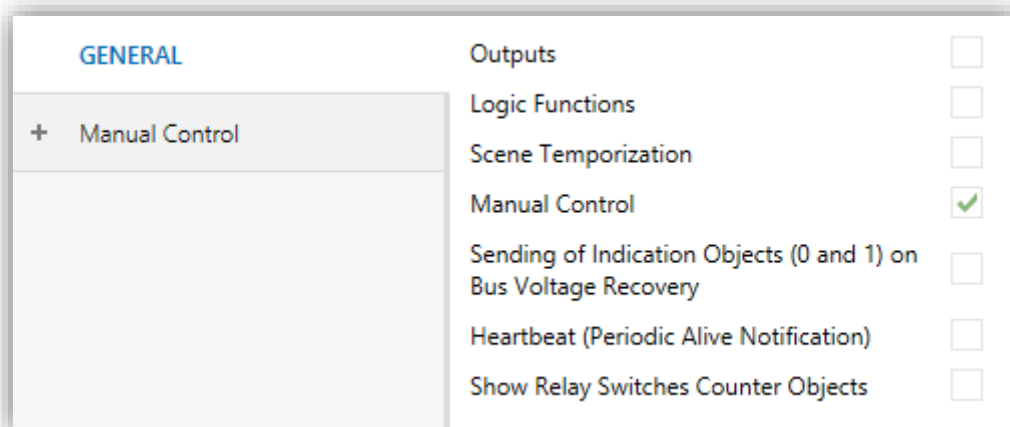 GENERAL
+ Manual Control
Outputs
Logic Functions
Scene Temporization
Manual Control
Sending of Indication Objects (0 and 1) on
Bus Voltage Recovery
Heartbeat (Periodic Alive Notification)
Show Relay Switches Counter Objects